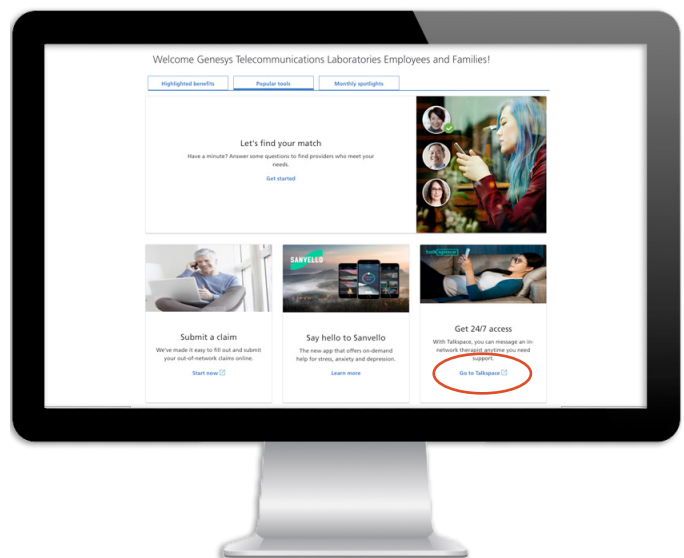 Welcome Genesys Telecommunications Laboratories Employees and Families!
Highlighted benefits
Popular tools
Monthly spotlights
Let's find your match
Have a minute? Answer some questions to find providers who meet your
needs.
Get started
SANVELLO
talkspace
Submit a claim
We've made it easy to fill out and submit
your out-of-network claims online.
Start now
Say hello to Sanvello
The new app that offers on-demand
help for stress, anxiety and depression.
Learn more
Get 24/7 access
With Talkspace, you can message an in-
network therapist anytime you need
support.
Go to Talkspace